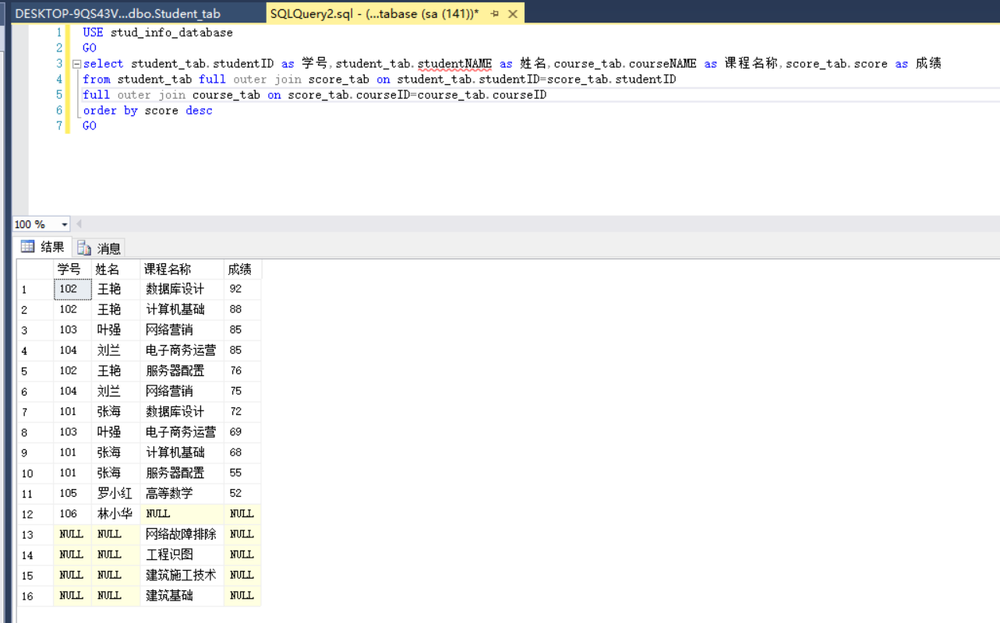 DESKTOP-9QS43V...dbo.Student_tab
SQLQuery2.sql - (...tabase (sa (141))*
1 USE stud_info_database
2 GO
3 select student_tab.studentID as 学号,student_tab.studentNAME as 姓名,course_tab.courseNAME as 课程名称,score_tab.score as 成绩
4 from student_tab full outer join score_tab on student_tab.studentID=score_tab.studentID
5 full outer join course_tab on score_tab.courseID=course_tab.courseID
6 order by score desc
7 GO
100 %
结果 消息
学号 姓名 课程名称 成绩
1 102 王艳 数据库设计 92
2 102 王艳 计算机基础 88
3 103 叶强 网络营销 85
4 104 刘兰 电子商务运营 85
5 102 王艳 服务器配置 76
6 104 刘兰 网络营销 75
7 101 张海 数据库设计 72
8 103 叶强 电子商务运营 69
9 101 张海 计算机基础 68
10 101 张海 服务器配置 55
11 105 罗小红 高等数学 52
12 106 林小华 NULL NULL
13 NULL NULL 网络故障排除 NULL
14 NULL NULL 工程识图 NULL
15 NULL NULL 建筑施工技术 NULL
16 NULL NULL 建筑基础 NULL